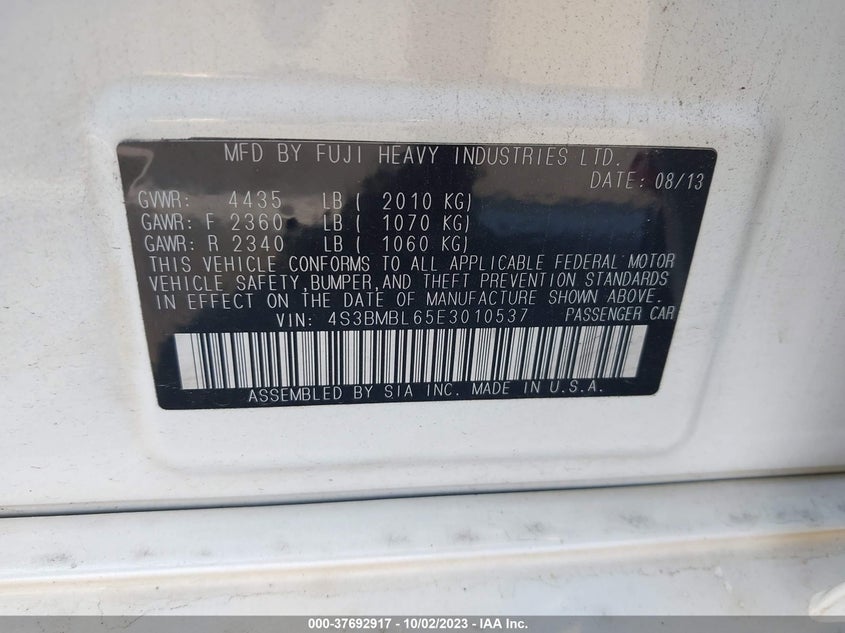 MFD BY FUJI HEAVY INDUSTRIES LTD.
DATE: 08/13
GVWR: 4435 LB ( 2010 KG)
GAWR: F 2360 LB ( 1070 KG)
GAWR: R 2340 LB ( 1060 KG)
THIS VEHICLE CONFORMS TO ALL APPLICABLE FEDERAL MOTOR
VEHICLE SAFETY,BUMPER,AND THEFT PREVENTION STANDARDS
IN EFFECT ON THE DATE OF MANUFACTURE SHOWN ABOVE.
VIN: 4S3BMBL65E3010537 PASSENGER CAR
ASSEMBLED BY SIA INC. MADE IN U.S.A.
000-37692917 - 10/02/2023 - IAA Inc.